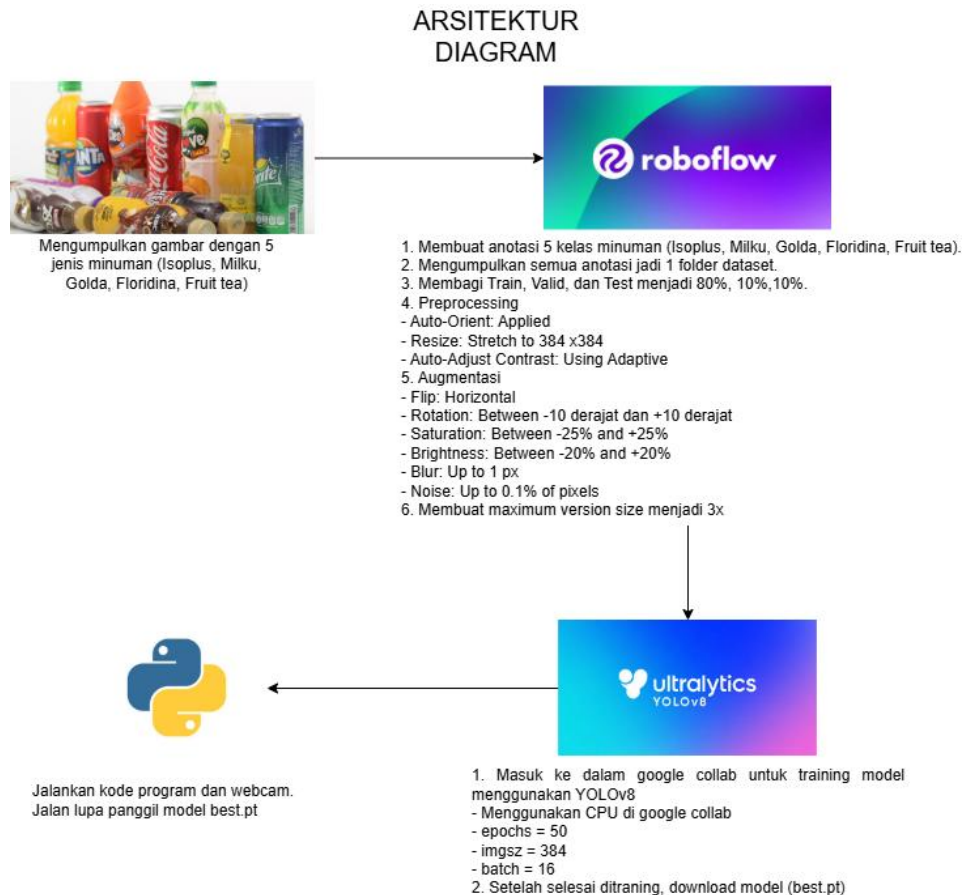 ARSITEKTUR
DIAGRAM
FANTA
Coca-Cola
ve
rite
roboflow
Mengumpulkan gambar dengan 5
jenis minuman (Isoplus, Milku,
Golda, Floridina, Fruit tea)
1. Membuat anotasi 5 kelas minuman (Isoplus, Milku, Golda, Floridina, Fruit tea).
2. Mengumpulkan semua anotasi jadi 1 folder dataset.
3. Membagi Train, Valid, dan Test menjadi 80%, 10%,10%.
4. Preprocessing
- Auto-Orient: Applied
- Resize: Stretch to 384 x384
- Auto-Adjust Contrast: Using Adaptive
5. Augmentasi
- Flip: Horizontal
- Rotation: Between -10 derajat dan +10 derajat
- Saturation: Between -25% and +25%
- Brightness: Between -20% and +20%
- Blur: Up to 1 px
- Noise: Up to 0.1% of pixels
6. Membuat maximum version size menjadi 3x
ultralytics
YOLOv8
Jalankan kode program dan webcam.
Jalan lupa panggil model best.pt
1. Masuk ke dalam google collab untuk training model
menggunakan YOLOv8
- Menggunakan CPU di google collab
- epochs = 50
- imgsz = 384
- batch = 16
2. Setelah selesai ditraning, download model (best.pt)